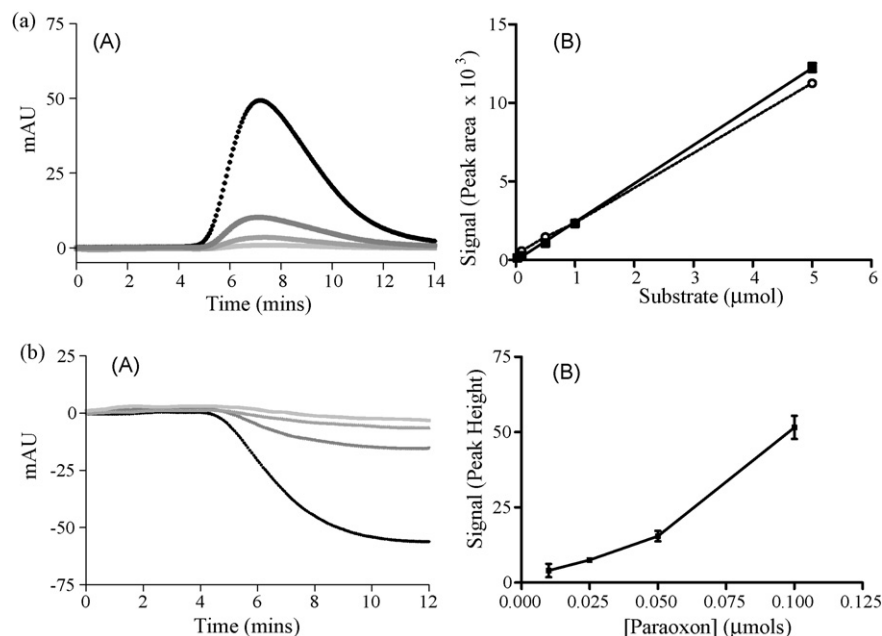 (a)
(A)
75
50
25
0
mAU
0 2 4 6 8 10 12 14
Time (mins)
(B)
15
10
5
0
Signal (Peak area x 10³)
0 1 2 3 4 5 6
Substrate (μmol)
(b)
(A)
25
0
-25
-50
-75
mAU
0 2 4 6 8 10 12
Time (mins)
(B)
75
50
25
0
Signal (Peak Height)
0.000 0.025 0.050 0.075 0.100 0.125
[Paraoxon] (μmols)